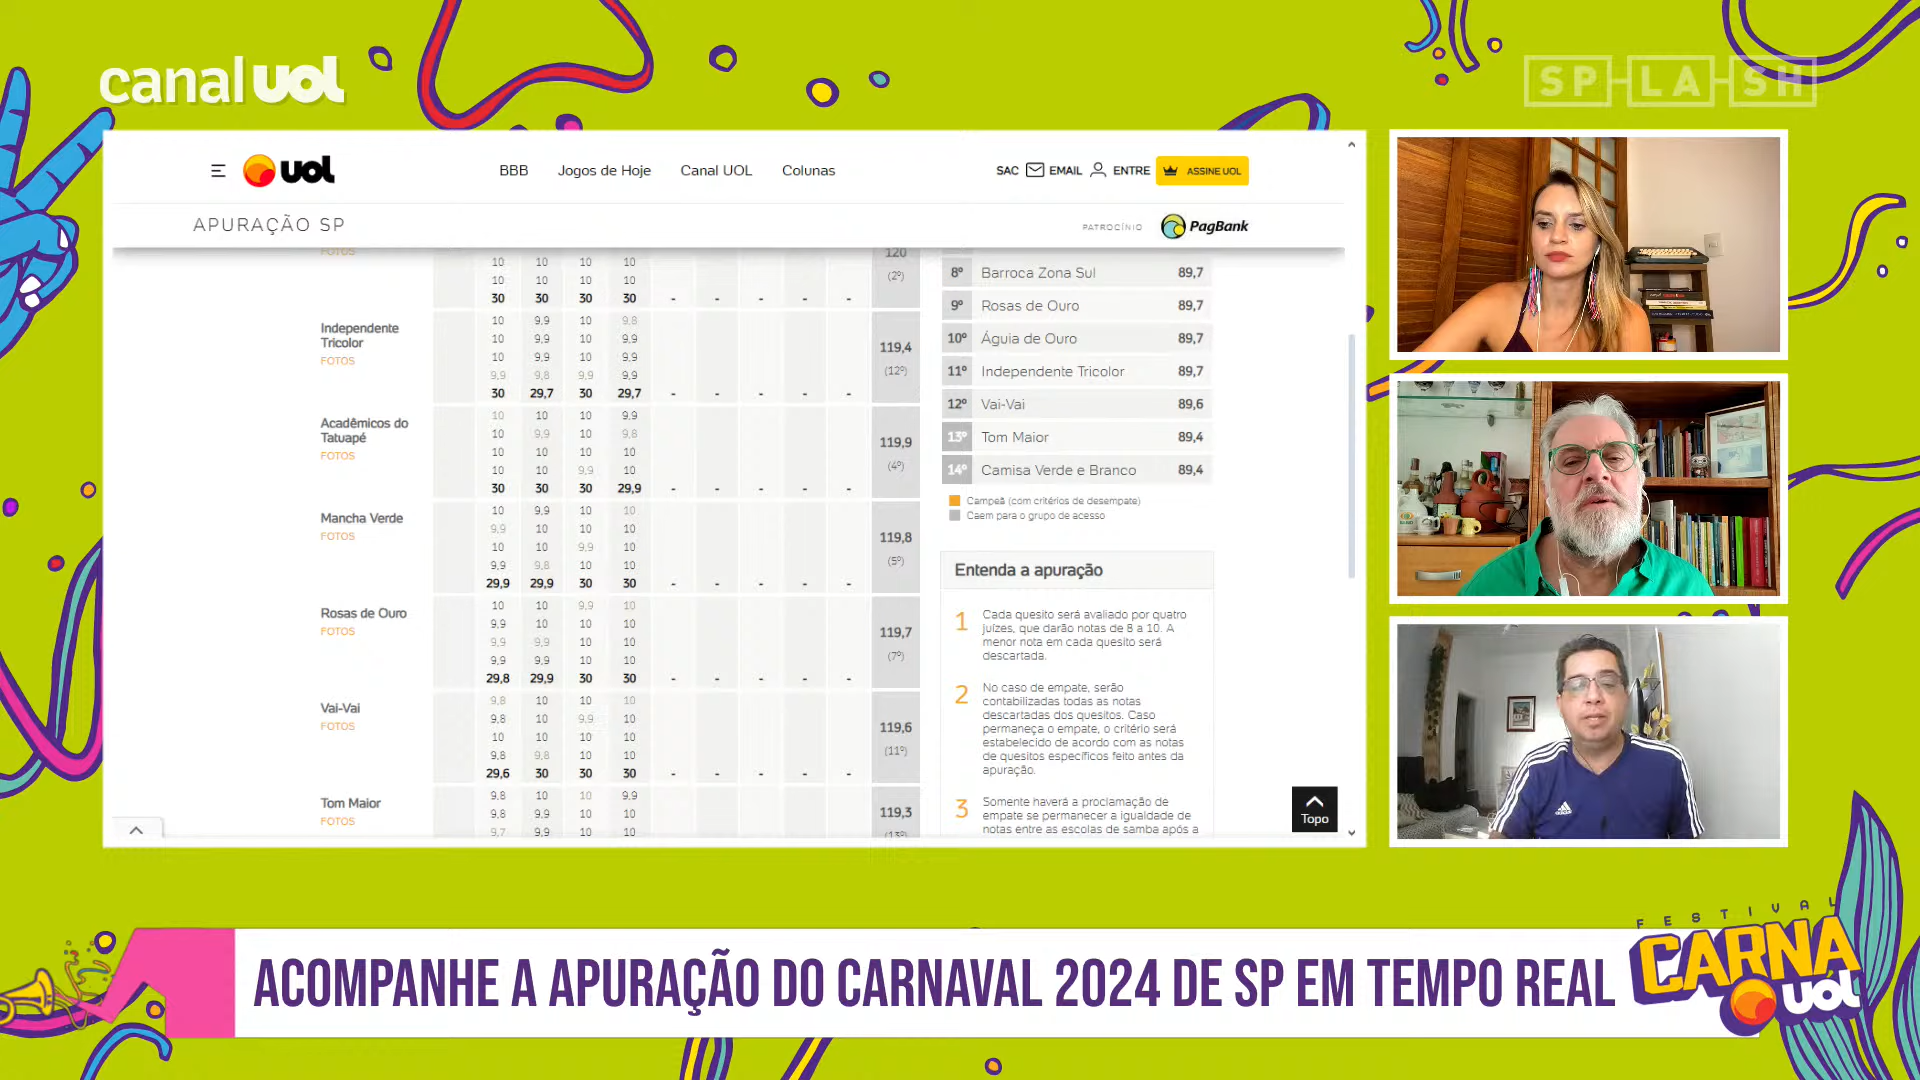 canal UOL
SPLASH
UOL
BBB
Jogos de Hoje
Canal UOL
Colunas
SAC
EMAIL
ENTRE
ASSINE UOL
APURAÇÃO SP
PATROCÍNIO
PagBank
FOTOS
10 10 10 10
10 10 10 10
30 30 30 30 - - - - -
120
(2º)
Independente
Tricolor
FOTOS
10 9,9 10 9,8
10 9,9 10 9,9
10 9,9 10 9,9
9,9 9,8 9,9 9,9
30 29,7 30 29,7 - - - - -
119,4
(12º)
Acadêmicos do
Tatuapé
FOTOS
10 10 10 9,9
10 9,9 10 9,8
10 10 10 10
10 10 9,9 10
30 30 30 29,9 - - - - -
119,9
(4º)
Mancha Verde
FOTOS
10 9,9 10 10
9,9 10 10 10
10 10 9,9 10
9,9 9,8 10 10
29,9 29,9 30 30 - - - - -
119,8
(5º)
Rosas de Ouro
FOTOS
10 10 9,9 10
9,9 10 10 10
9,9 9,9 10 10
9,9 9,9 10 10
29,8 29,9 30 30 - - - - -
119,7
(7º)
Vai-Vai
FOTOS
9,8 10 10 10
9,8 10 9,9 10
10 10 10 10
9,8 9,8 10 10
29,6 30 30 30 - - - - -
119,6
(11º)
Tom Maior
FOTOS
9,8 10 10 9,9
9,8 9,9 10 10
9,7 9,9 10 10
119,3
(13º)
8º Barroca Zona Sul 89,7
9º Rosas de Ouro 89,7
10º Águia de Ouro 89,7
11º Independente Tricolor 89,7
12º Vai-Vai 89,6
13º Tom Maior 89,4
14º Camisa Verde e Branco 89,4
Campeã (com critérios de desempate)
Caem para o grupo de acesso
Entenda a apuração
1 Cada quesito será avaliado por quatro
juízes, que darão notas de 8 a 10. A
menor nota em cada quesito será
descartada.
2 No caso de empate, serão
contabilizadas todas as notas
descartadas dos quesitos. Caso
permaneça o empate, o critério será
estabelecido de acordo com as notas
de quesitos específicos feito antes da
apuração.
3 Somente haverá a proclamação de
empate se permanecer a igualdade de
notas entre as escolas de samba após a
Topo
adidas
ACOMPANHE A APURAÇÃO DO CARNAVAL 2024 DE SP EM TEMPO REAL
FESTIVAL
CARNA
UOL